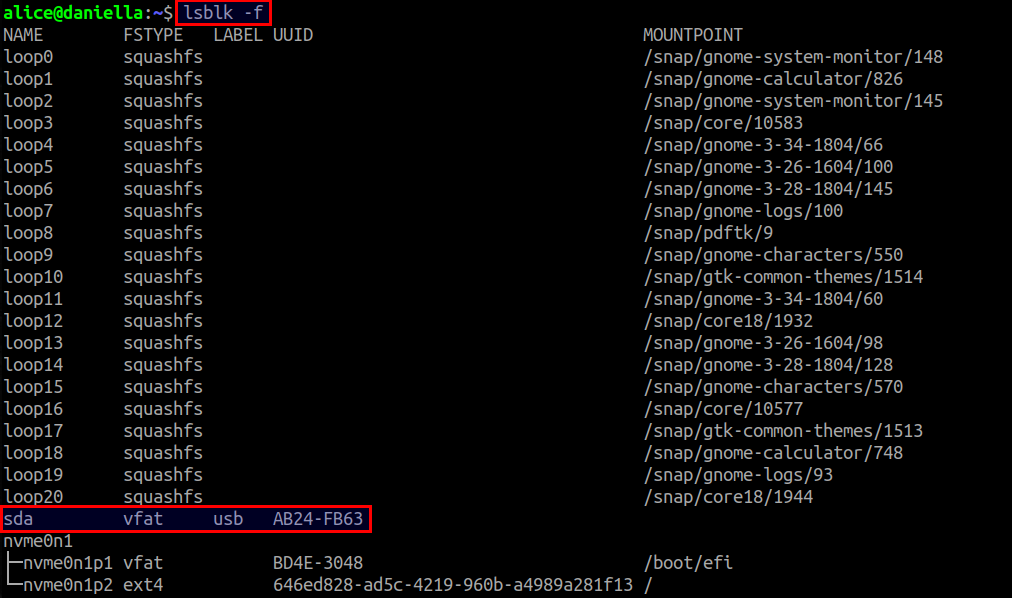 alice@daniella:~$ lsblk -f
NAME FSTYPE LABEL UUID MOUNTPOINT
loop0 squashfs /snap/gnome-system-monitor/148
loop1 squashfs /snap/gnome-calculator/826
loop2 squashfs /snap/gnome-system-monitor/145
loop3 squashfs /snap/core/10583
loop4 squashfs /snap/gnome-3-34-1804/66
loop5 squashfs /snap/gnome-3-26-1604/100
loop6 squashfs /snap/gnome-3-28-1804/145
loop7 squashfs /snap/gnome-logs/100
loop8 squashfs /snap/pdftk/9
loop9 squashfs /snap/gnome-characters/550
loop10 squashfs /snap/gtk-common-themes/1514
loop11 squashfs /snap/gnome-3-34-1804/60
loop12 squashfs /snap/core18/1932
loop13 squashfs /snap/gnome-3-26-1604/98
loop14 squashfs /snap/gnome-3-28-1804/128
loop15 squashfs /snap/gnome-characters/570
loop16 squashfs /snap/core/10577
loop17 squashfs /snap/gtk-common-themes/1513
loop18 squashfs /snap/gnome-calculator/748
loop19 squashfs /snap/gnome-logs/93
loop20 squashfs /snap/core18/1944
sda vfat usb AB24-FB63
nvme0n1
├─nvme0n1p1 vfat BD4E-3048 /boot/efi
└─nvme0n1p2 ext4 646ed828-ad5c-4219-960b-a4989a281f13 /